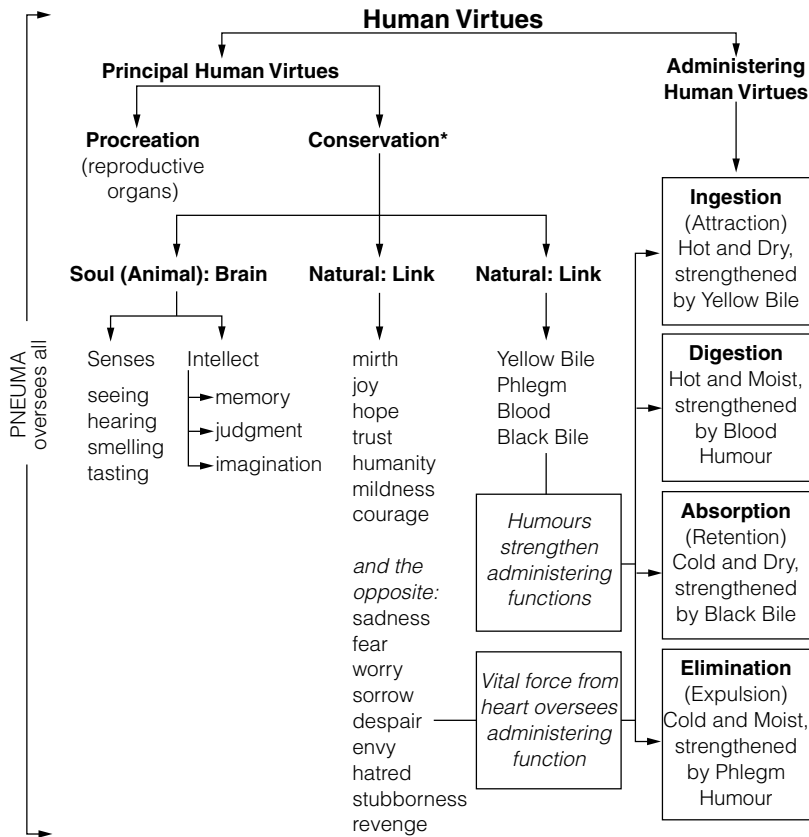 Human Virtues
Principal Human Virtues
Administering
Human Virtues
Procreation
(reproductive
organs)
Conservation*
Soul (Animal): Brain
Natural: Link
Natural: Link
Senses
seeing
hearing
smelling
tasting
Intellect
memory
judgment
imagination
mirth
joy
hope
trust
humanity
mildness
courage
and the
opposite:
sadness
fear
worry
sorrow
despair
envy
hatred
stubborness
revenge
Yellow Bile
Phlegm
Blood
Black Bile
Humours
strengthen
administering
functions
Vital force from
heart oversees
administering
function
Ingestion
(Attraction)
Hot and Dry,
strengthened
by Yellow Bile
Digestion
Hot and Moist,
strengthened
by Blood
Humour
Absorption
(Retention)
Cold and Dry,
strengthened
by Black Bile
Elimination
(Expulsion)
Cold and Moist,
strengthened
by Phlegm
Humour
PNEUMA
oversees all